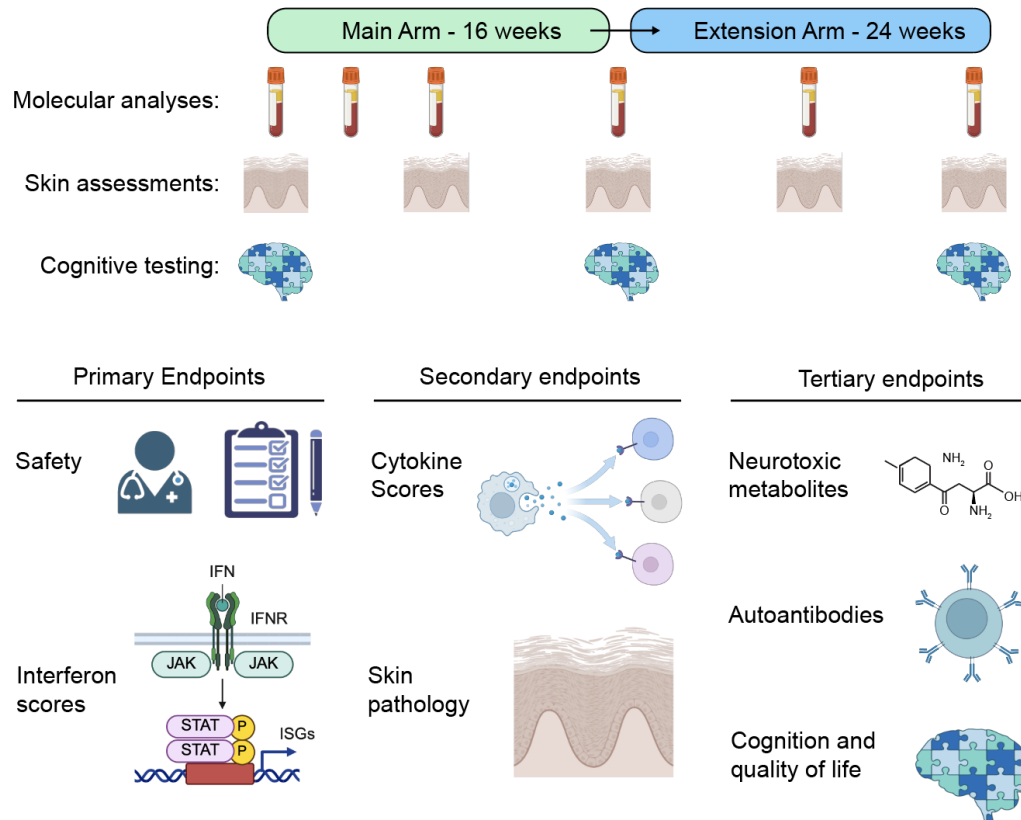 Main Arm - 16 weeks
Extension Arm - 24 weeks
Molecular analyses:
Skin assessments:
Cognitive testing:
Primary Endpoints
Secondary endpoints
Tertiary endpoints
Safety
Cytokine
Scores
Neurotoxic
metabolites
NH₂
O
OH
O
NH₂
IFN
IFNR
JAK
JAK
Interferon
scores
STAT
P
STAT
P
ISGs
Skin
pathology
Autoantibodies
Cognition and
quality of life